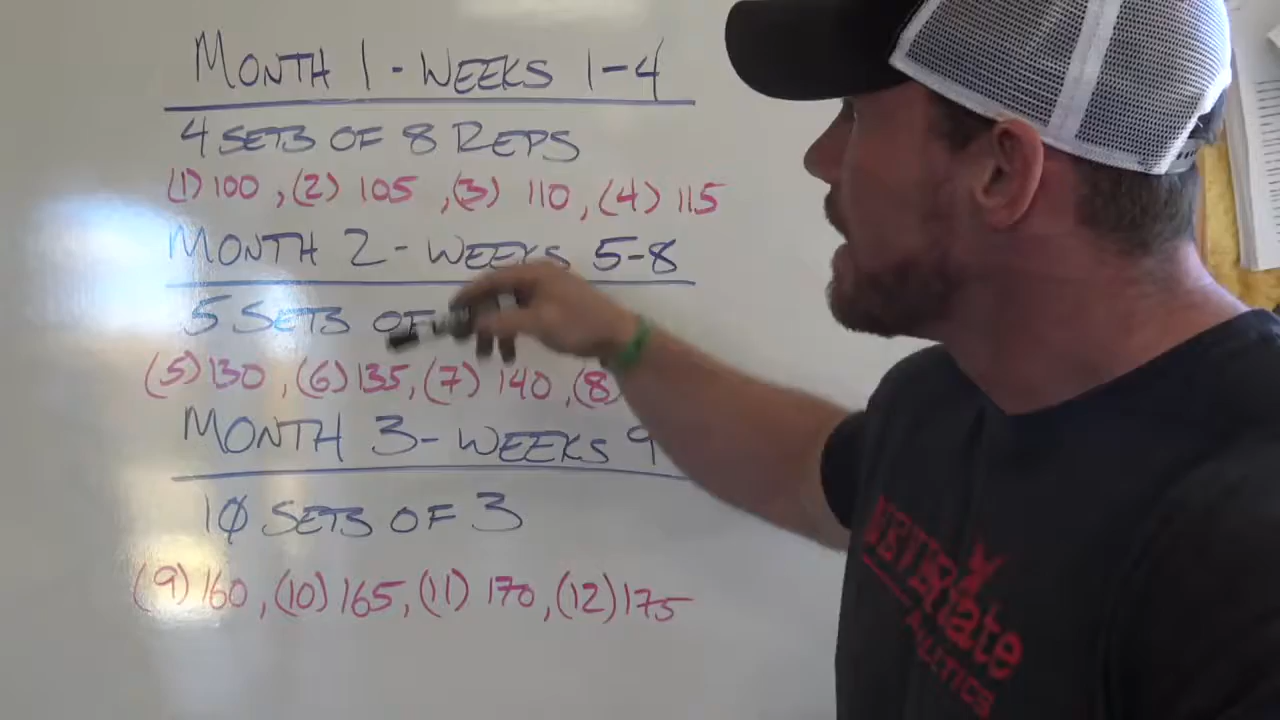 MONTH 1 - WEEKS 1-4
4 SETS OF 8 REPS
(1) 100, (2) 105, (3) 110, (4) 115
MONTH 2 - WEEKS 5-8
5 SETS OF
(5) 130, (6) 135, (7) 140, (8)
MONTH 3 - WEEKS 9
10 SETS OF 3
(9) 160, (10) 165, (11) 170, (12) 175